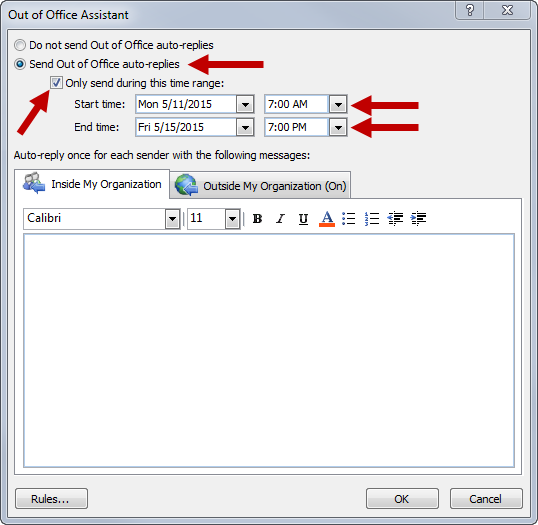 Out of Office Assistant ?
Do not send Out of Office auto-replies
Send Out of Office auto-replies
Only send during this time range:
Start time: Mon 5/11/2015 7:00 AM
End time: Fri 5/15/2015 7:00 PM
Auto-reply once for each sender with the following messages:
Inside My Organization Outside My Organization (On)
Calibri 11 B I U A
Rules... OK Cancel